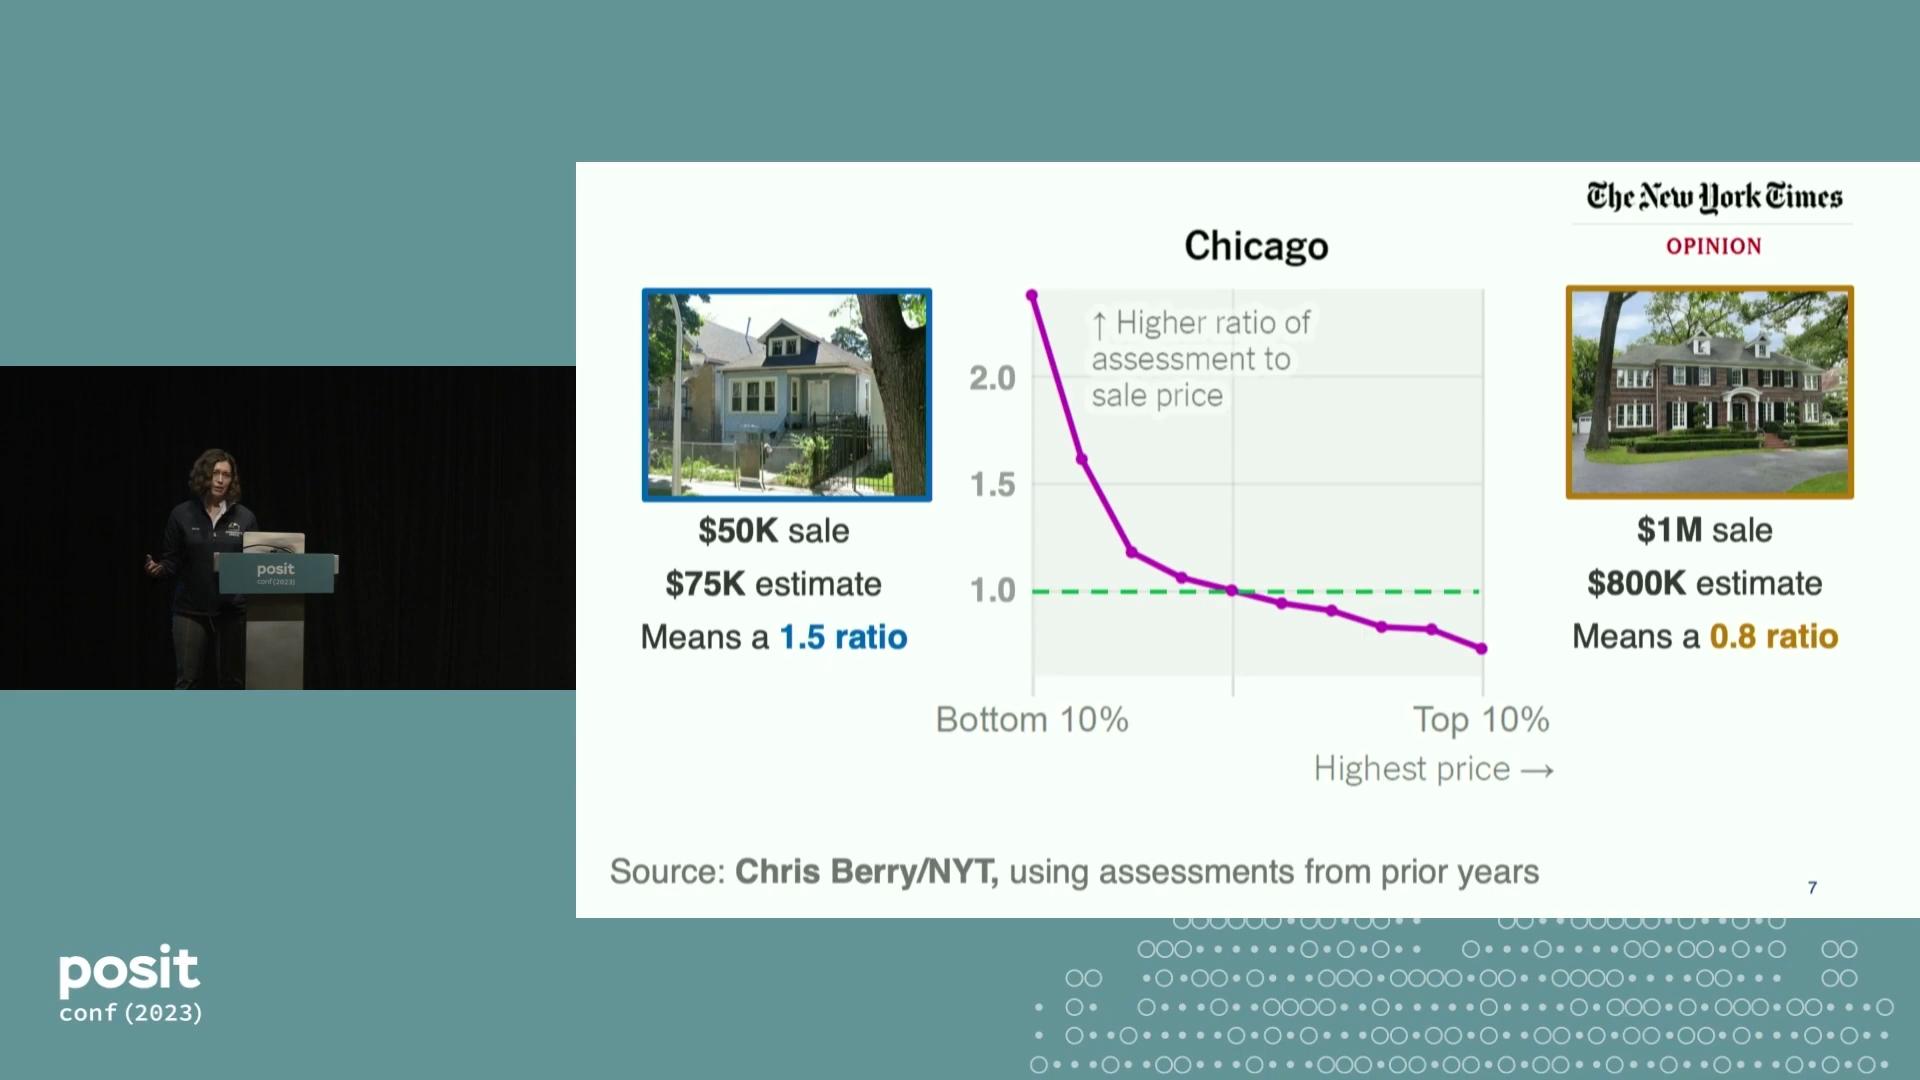 The New York Times
OPINION
Chicago
↑ Higher ratio of
assessment to
sale price
2.0
1.5
1.0
Bottom 10%
Top 10%
Highest price →
$50K sale
$75K estimate
Means a 1.5 ratio
$1M sale
$800K estimate
Means a 0.8 ratio
Source: Chris Berry/NYT, using assessments from prior years
7
posit
conf(2023)
posit
conf(2023)